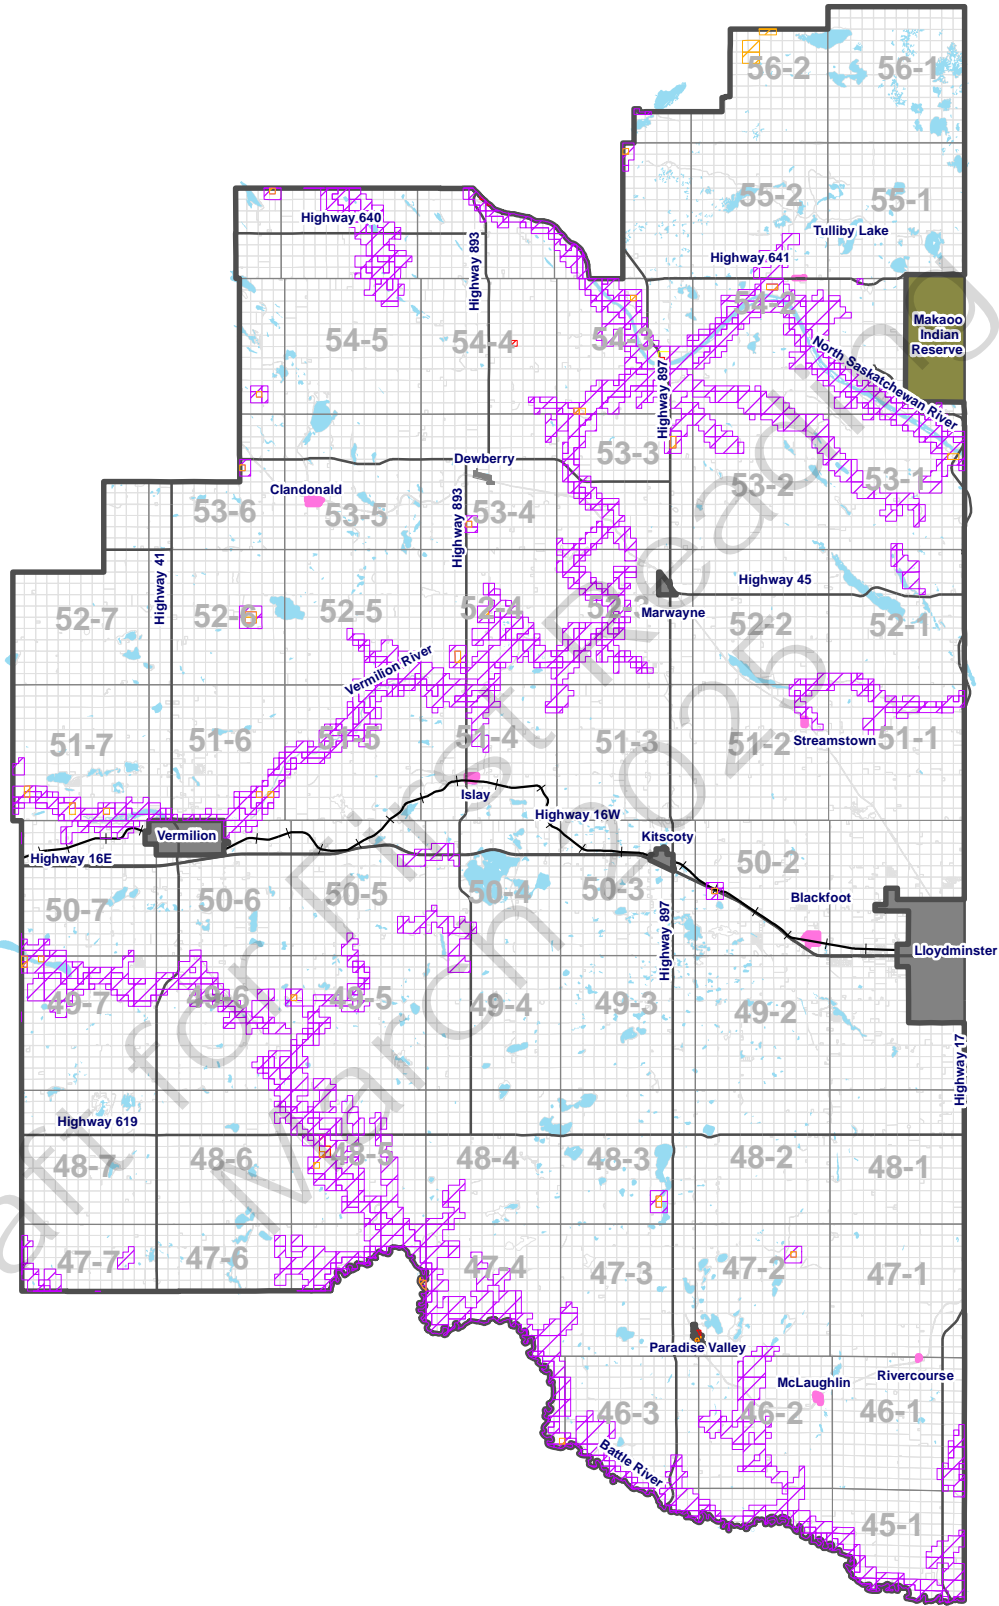 56-2
56-1
55-2
55-1
Highway 640
Tulliby Lake
Highway 893
Highway 641
54-2
54-5
54-4
54-3
Makaoo
Indian
Reserve
North Saskatchewan River
Highway 897
53-3
Dewberry
53-2
53-1
Clandonald
53-6
53-5
53-4
Highway 893
Highway 41
Highway 45
52-7
52-6
52-5
52-4
52-3
Marwayne
52-2
52-1
Vermilion River
51-7
51-6
51-5
51-4
51-3
51-2
Streamstown
51-1
Islay
Highway 16W
Vermilion
Kitscoty
Highway 16E
50-2
50-7
50-6
50-5
50-4
50-3
Blackfoot
Highway 897
Lloydminster
49-7
49-6
49-5
49-4
49-3
49-2
Highway 17
Highway 619
48-7
48-6
48-5
48-4
48-3
48-2
48-1
47-7
47-6
47-4
47-3
47-2
47-1
Paradise Valley
Rivercourse
McLaughlin
46-3
46-2
46-1
Battle River
45-1
aft for First Reading
March 2025